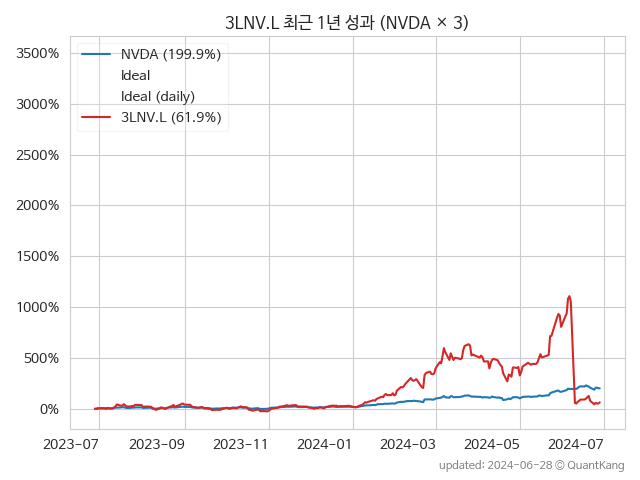 3LNV.L 최근 1년 성과 (NVDA × 3)
NVDA (199.9%)
Ideal
Ideal (daily)
3LNV.L (61.9%)
3500%
3000%
2500%
2000%
1500%
1000%
500%
0%
2023-07 2023-09 2023-11 2024-01 2024-03 2024-05 2024-07
updated: 2024-06-28 © QuantKang